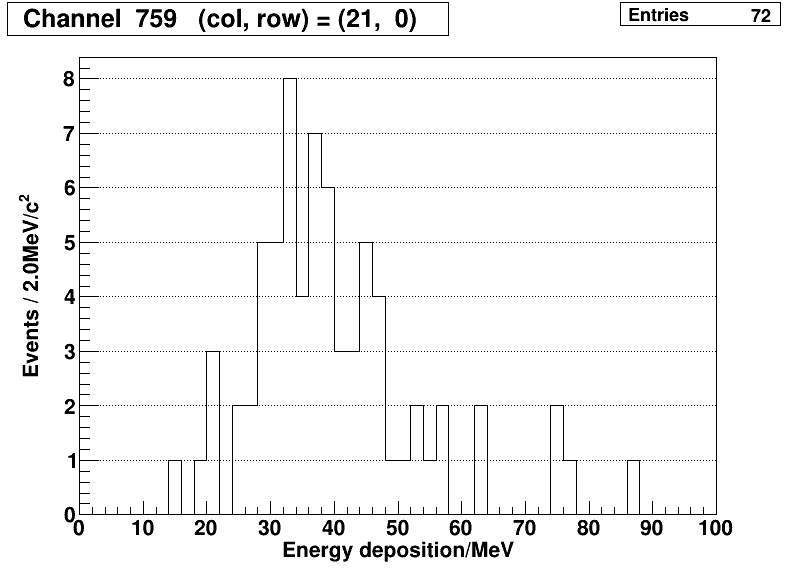 Channel 759 (col, row) = (21, 0)
Entries 72
Events / 2.0MeV/c²
8
7
6
5
4
3
2
1
0
0 10 20 30 40 50 60 70 80 90 100
Energy deposition/MeV